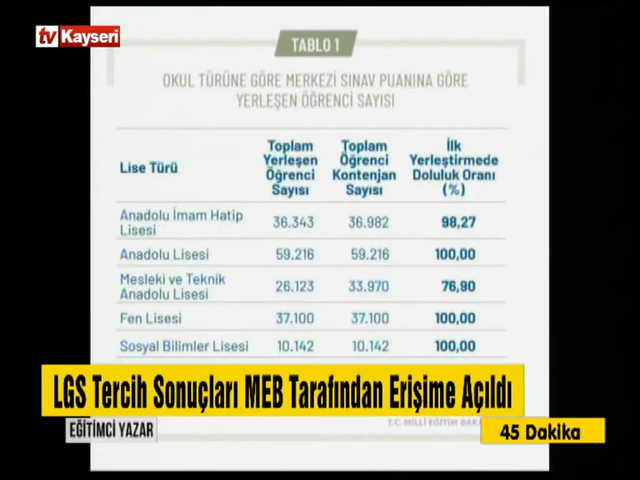 tv Kayseri
TABLO 1
OKUL TÜRÜNE GÖRE MERKEZİ SINAV PUANINA GÖRE
YERLEŞEN ÖĞRENCİ SAYISI
Lise Türü
Toplam
Yerleşen
Öğrenci
Sayısı
Toplam
Öğrenci
Kontenjan
Sayısı
İlk
Yerleştirmede
Doluluk Oranı
(%)
Anadolu İmam Hatip
Lisesi
36.343 36.982 98,27
Anadolu Lisesi 59.216 59.216 100,00
Mesleki ve Teknik
Anadolu Lisesi
26.123 33.970 76,90
Fen Lisesi 37.100 37.100 100,00
Sosyal Bilimler Lisesi 10.142 10.142 100,00
LGS Tercih Sonuçları MEB Tarafından Erişime Açıldı
EĞİTİMCİ YAZAR
T.C. MİLLİ EĞİTİM
45 Dakika